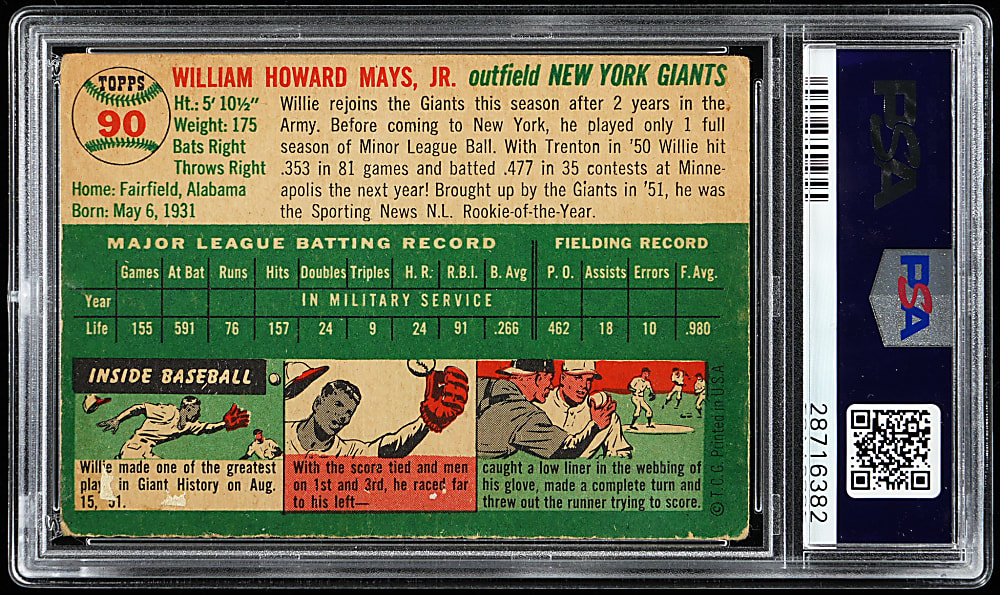 TOPPS
90
WILLIAM HOWARD MAYS, JR. outfield NEW YORK GIANTS
Ht.: 5' 10½"
Weight: 175
Bats Right
Throws Right
Home: Fairfield, Alabama
Born: May 6, 1931
Willie rejoins the Giants this season after 2 years in the
Army. Before coming to New York, he played only 1 full
season of Minor League Ball. With Trenton in '50 Willie hit
.353 in 81 games and batted .477 in 35 contests at Minne-
apolis the next year! Brought up by the Giants in '51, he was
the Sporting News N.L. Rookie-of-the-Year.
MAJOR LEAGUE BATTING RECORD FIELDING RECORD
Games At Bat Runs Hits Doubles Triples H. R. R.B.I. B. Avg P. O. Assists Errors F. Avg.
Year IN MILITARY SERVICE
Life 155 591 76 157 24 9 24 91 .266 462 18 10 .980
INSIDE BASEBALL
Willie made one of the greatest
play in Giant History on Aug.
15, 51.
With the score tied and men
on 1st and 3rd, he raced far
to his left—
caught a low liner in the webbing of
his glove, made a complete turn and
threw out the runner trying to score.
© T.C.G. Printed in U.S.A
PSA
PSA
28716382